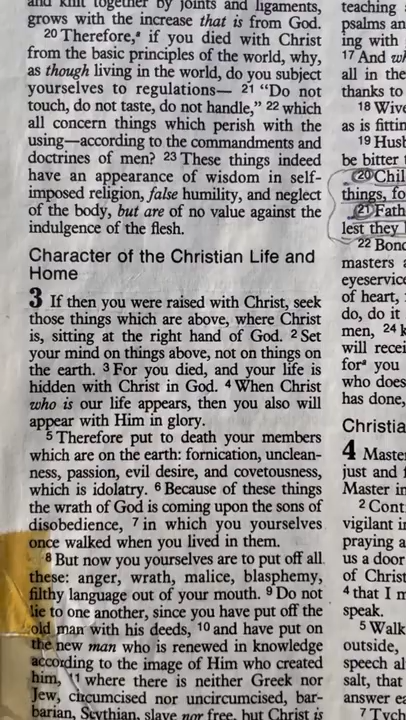 and knit together by joints and ligaments,
grows with the increase that is from God.
20 Therefore,ᵃ if you died with Christ
from the basic principles of the world, why,
as though living in the world, do you subject
yourselves to regulations— 21 “Do not
touch, do not taste, do not handle,” 22 which
all concern things which perish with the
using—according to the commandments and
doctrines of men? 23 These things indeed
have an appearance of wisdom in self-
imposed religion, false humility, and neglect
of the body, but are of no value against the
indulgence of the flesh.
Character of the Christian Life and
Home
3 If then you were raised with Christ, seek
those things which are above, where Christ
is, sitting at the right hand of God. 2 Set
your mind on things above, not on things on
the earth. 3 For you died, and your life is
hidden with Christ in God. 4 When Christ
who is our life appears, then you also will
appear with Him in glory.
5 Therefore put to death your members
which are on the earth: fornication, unclean-
ness, passion, evil desire, and covetousness,
which is idolatry. 6 Because of these things
the wrath of God is coming upon the sons of
disobedience, 7 in which you yourselves
once walked when you lived in them.
8 But now you yourselves are to put off all
these: anger, wrath, malice, blasphemy,
filthy language out of your mouth. 9 Do not
lie to one another, since you have put off the
old man with his deeds, 10 and have put on
the new man who is renewed in knowledge
according to the image of Him who created
him, 11 where there is neither Greek nor
Jew, circumcised nor uncircumcised, bar-
barian, Scythian, slave nor free, but Christ is
teaching
psalms an
ing with
17 And wh
all in the
thanks to
18 Wive
as is fittin
19 Husb
be bitter t
20 Chil
things, fo
21 Fath
lest they
22 Bond
masters a
eyeservice
of heart,
do, do it
men, 24 k
will recei
forᵃ you
who does
has done,
Christia
4 Master
just and f
Master in
2 Cont
vigilant in
praying a
us a door
of Christ
4 that I m
speak.
5 Walk
outside,
speech al
salt, that
answer ea
7 Tych